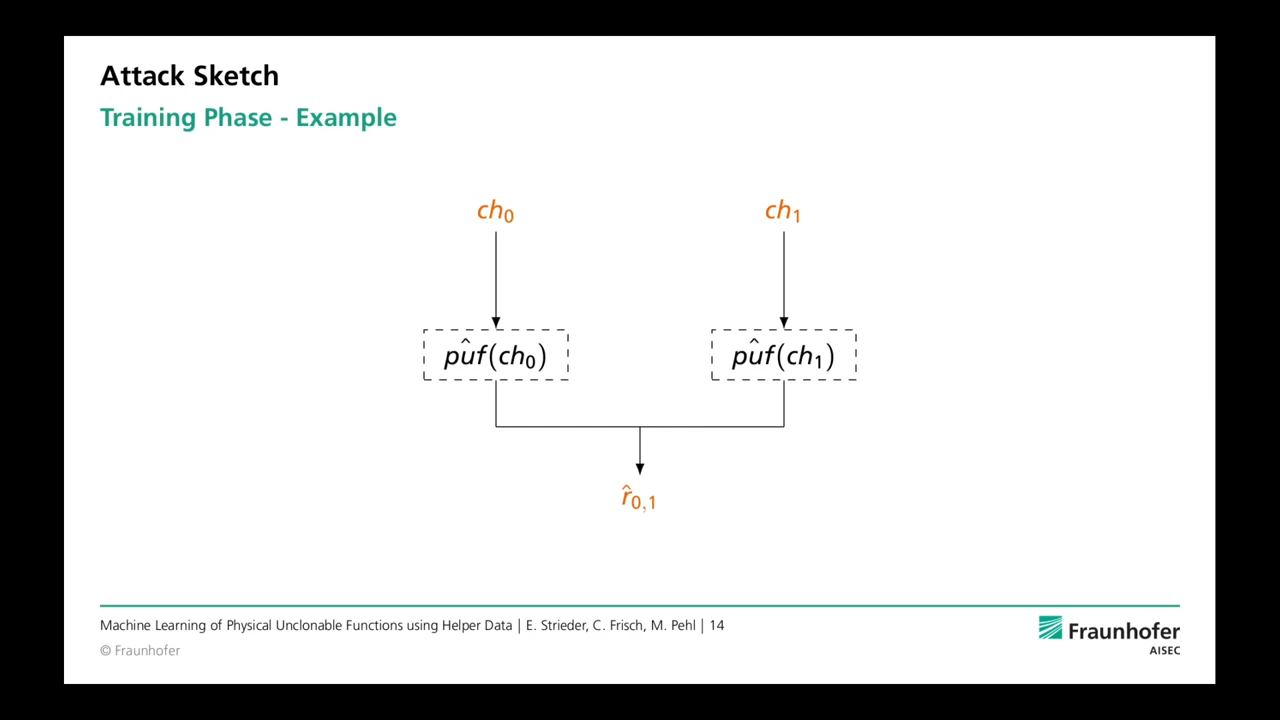 Attack Sketch
Training Phase - Example
ch₀ ch₁
pûf(ch₀) pûf(ch₁)
r̂₀,₁
Machine Learning of Physical Unclonable Functions using Helper Data | E. Strieder, C. Frisch, M. Pehl | 14
© Fraunhofer
Fraunhofer
AISEC